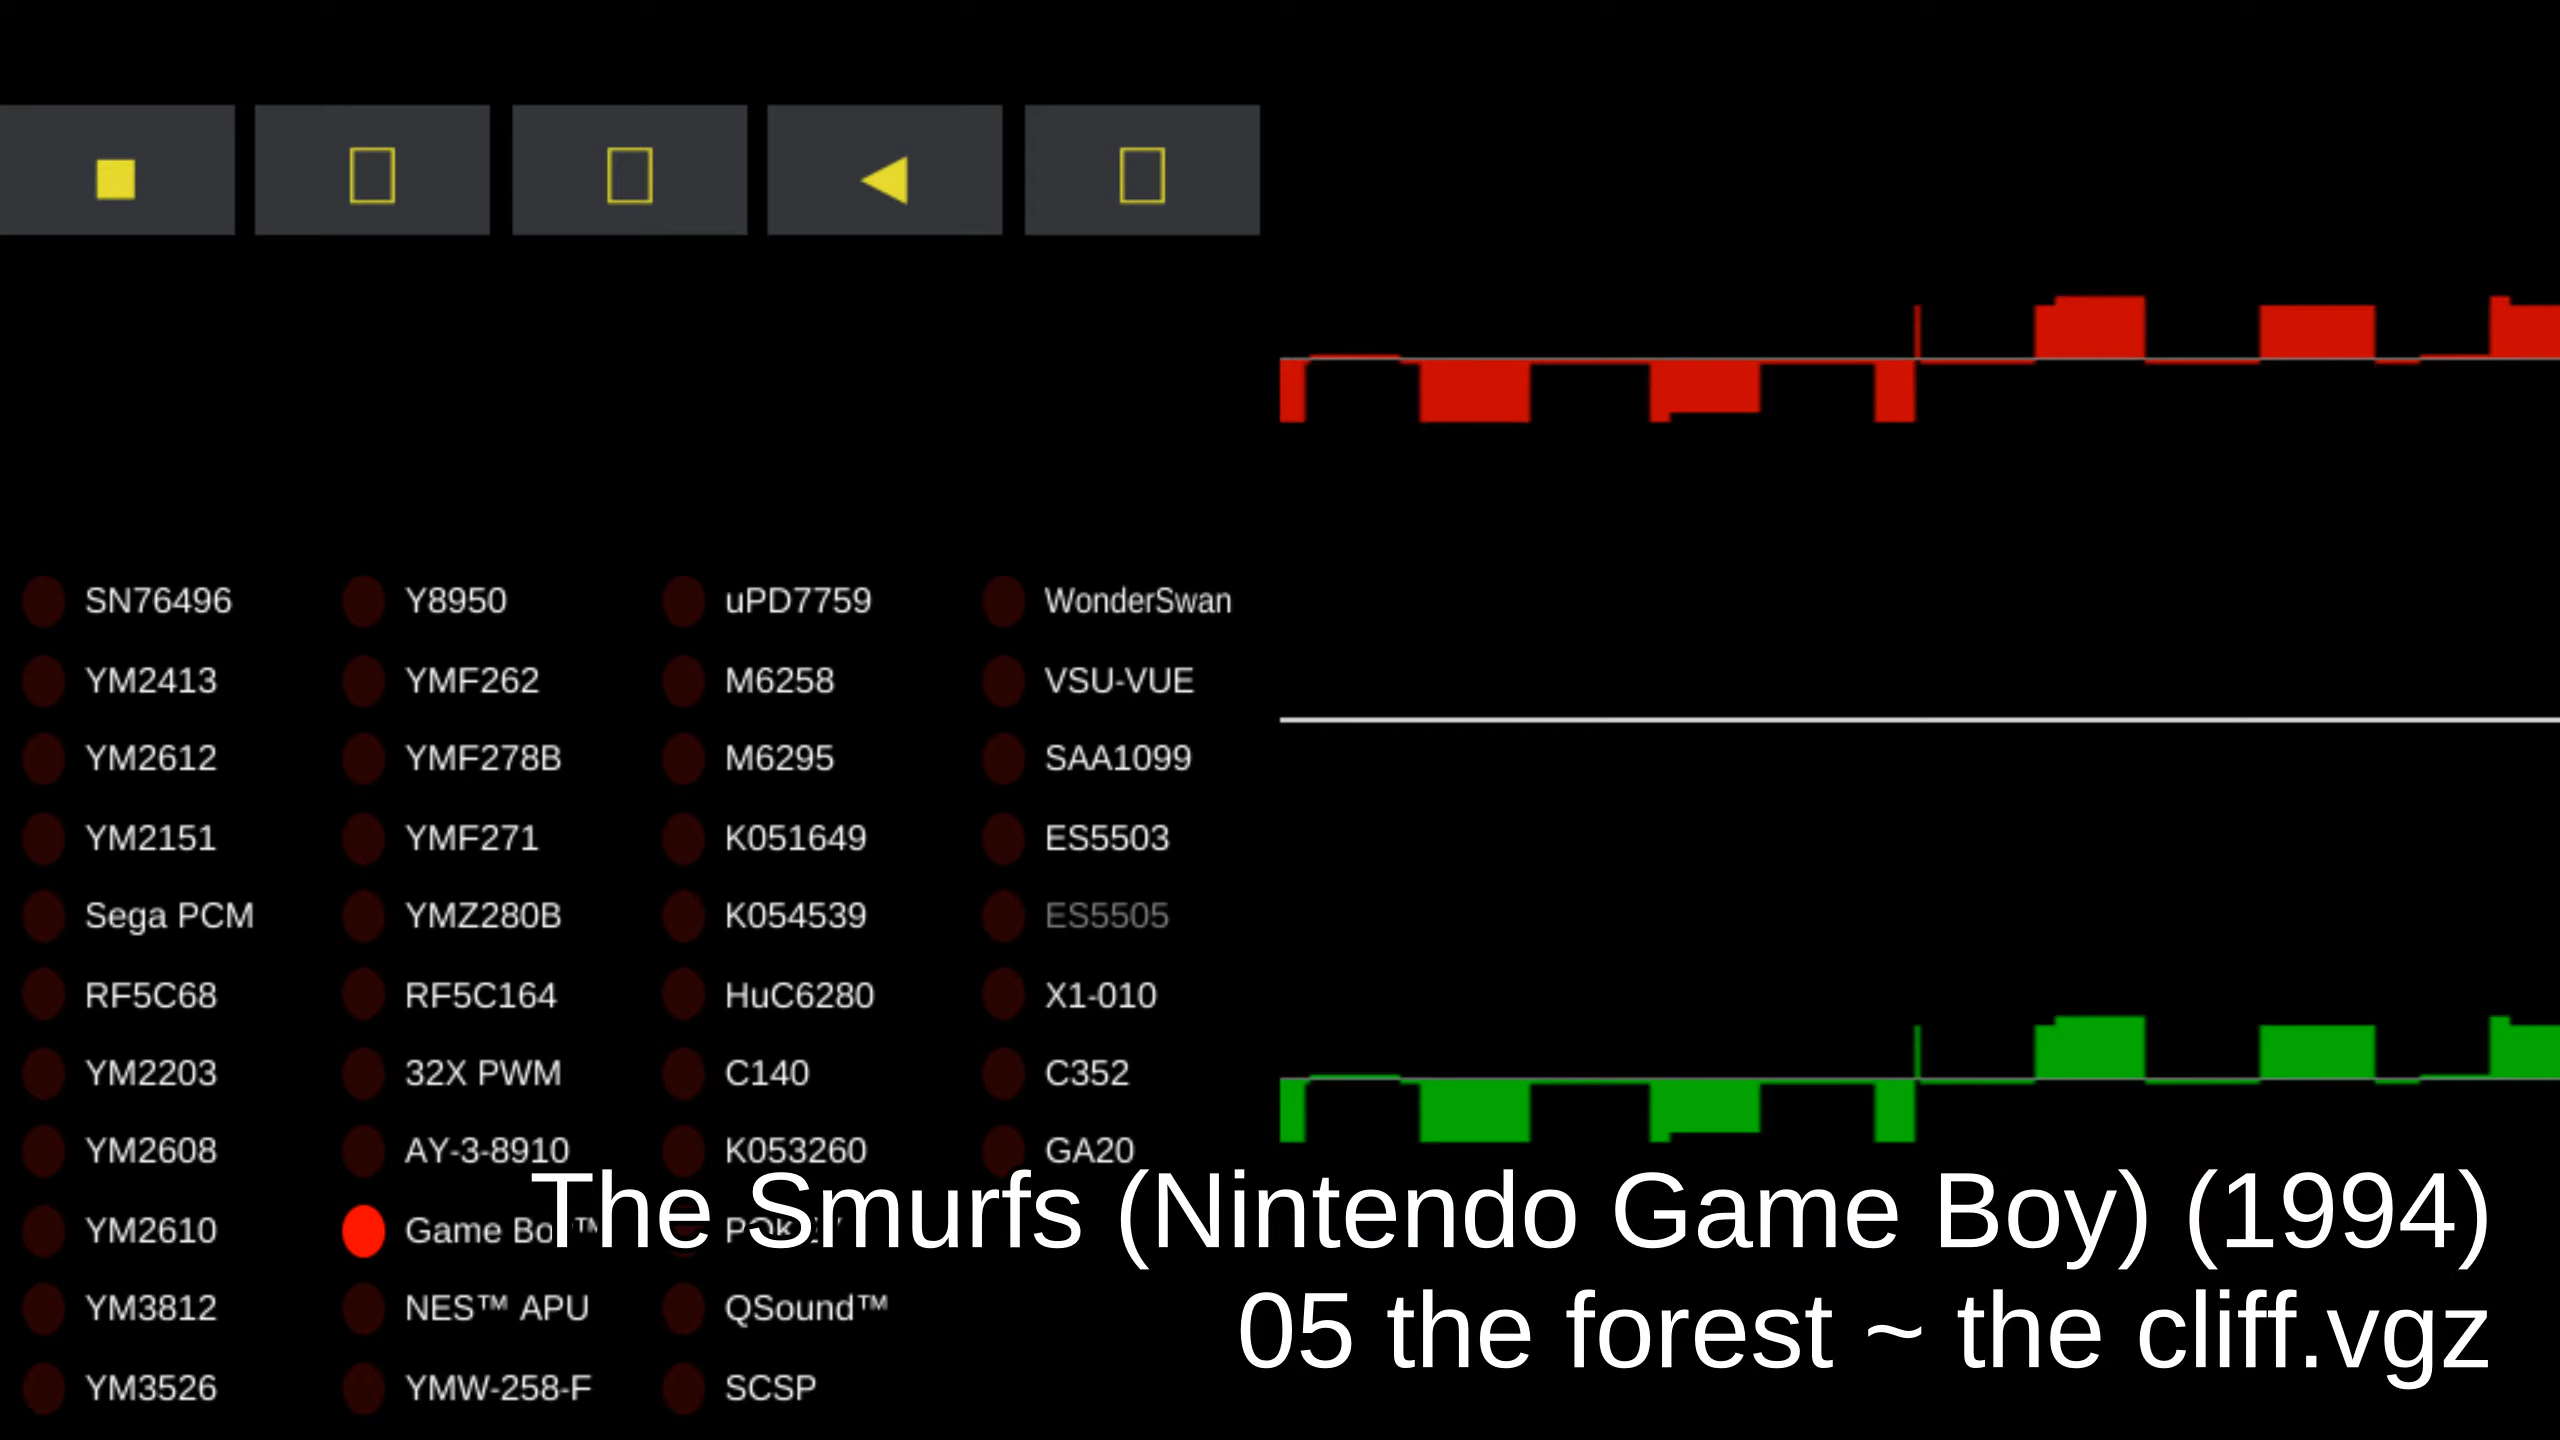 SN76496 Y8950 uPD7759 WonderSwan
YM2413 YMF262 M6258 VSU-VUE
YM2612 YMF278B M6295 SAA1099
YM2151 YMF271 K051649 ES5503
Sega PCM YMZ280B K054539 ES5505
RF5C68 RF5C164 HuC6280 X1-010
YM2203 32X PWM C140 C352
YM2608 AY-3-8910 K053260 GA20
YM2610 Game
The Smurfs (Nintendo Game Boy) (1994)
YM3812 NES™ APU QSound™
05 the forest ~ the cliff.vgz
YM3526 YMW-258-F SCSP